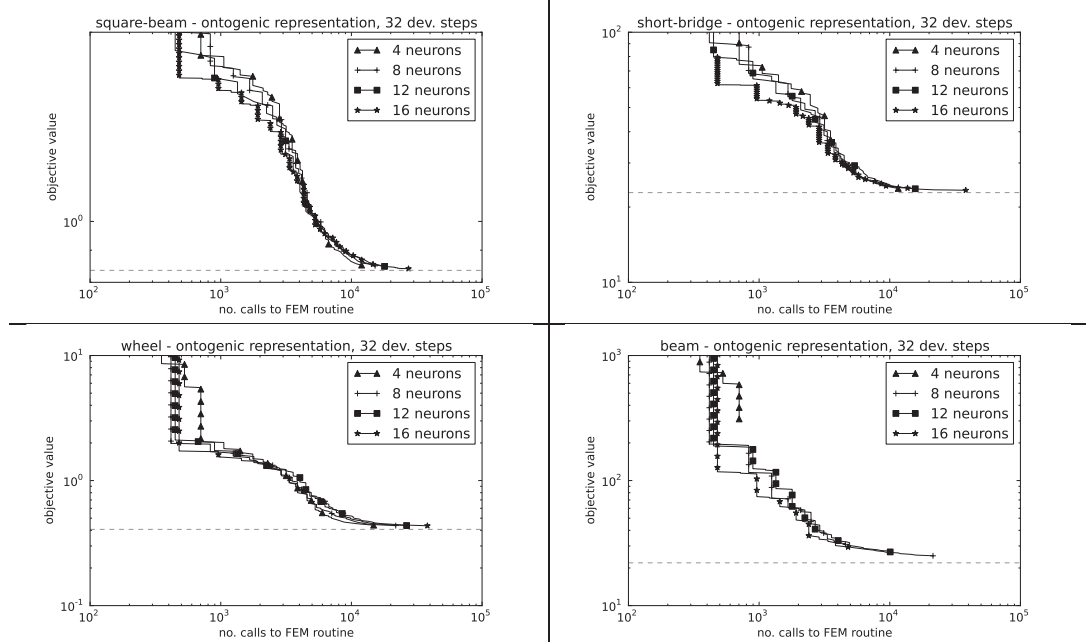 square-beam - ontogenic representation, 32 dev. steps
4 neurons
8 neurons
12 neurons
16 neurons
objective value
10^0
10^2 10^3 10^4 10^5
no. calls to FEM routine
short-bridge - ontogenic representation, 32 dev. steps
10^2
4 neurons
8 neurons
12 neurons
16 neurons
objective value
10^1
10^2 10^3 10^4 10^5
no. calls to FEM routine
wheel - ontogenic representation, 32 dev. steps
10^1
4 neurons
8 neurons
12 neurons
16 neurons
objective value
10^0
10^-1
10^2 10^3 10^4 10^5
no. calls to FEM routine
beam - ontogenic representation, 32 dev. steps
10^3
4 neurons
8 neurons
12 neurons
16 neurons
objective value
10^2
10^1
10^2 10^3 10^4 10^5
no. calls to FEM routine